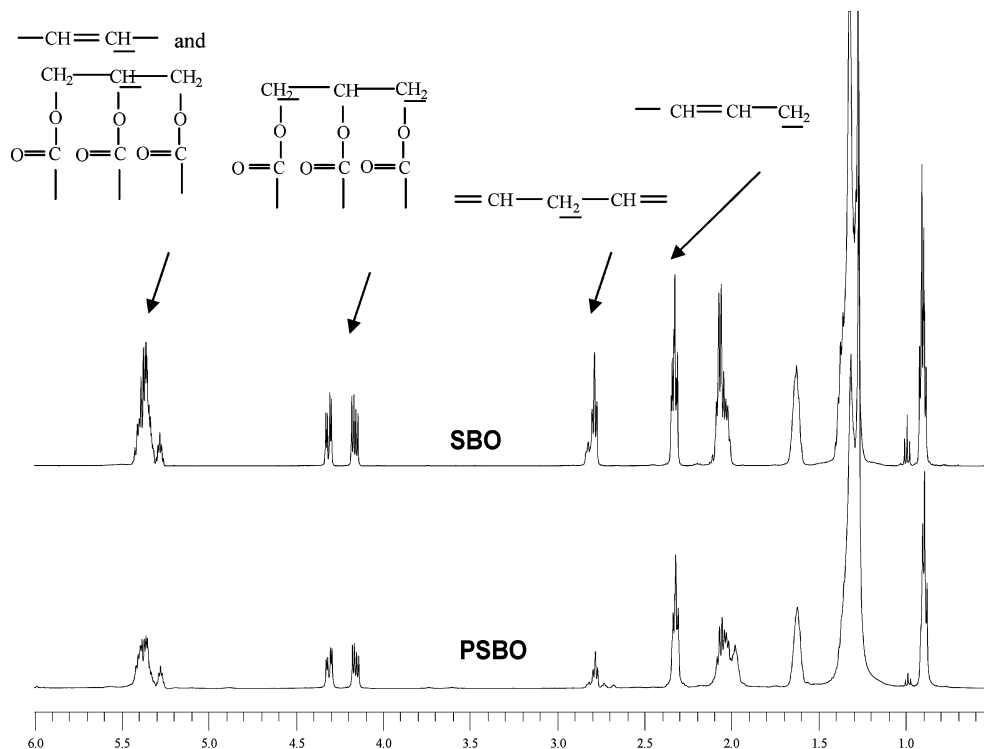 —CH=CH— and
CH2—CH—CH2
O O O
O=C O=C O=C
CH2—CH—CH2
O O O
O=C O=C O=C
—CH=CH—CH2
=CH—CH2—CH=
SBO
PSBO
6.0 5.5 5.0 4.5 4.0 3.5 3.0 2.5 2.0 1.5 1.0